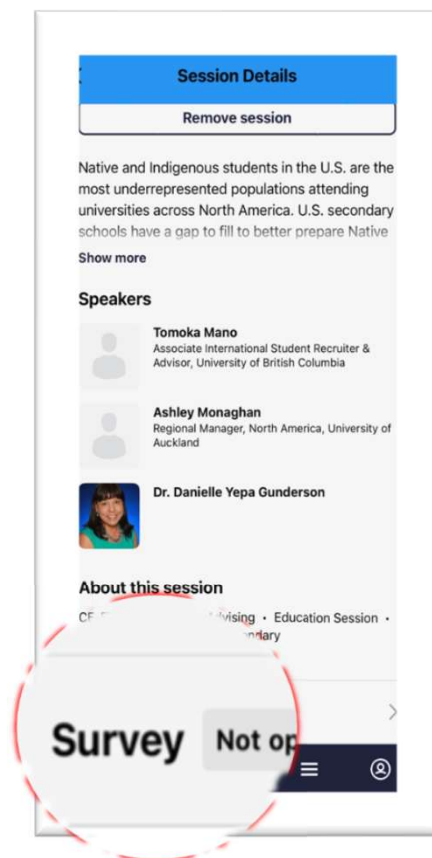 Session Details
Remove session
Native and Indigenous students in the U.S. are the
most underrepresented populations attending
universities across North America. U.S. secondary
schools have a gap to fill to better prepare Native
Show more
Speakers
Tomoka Mano
Associate International Student Recruiter &
Advisor, University of British Columbia
Ashley Monaghan
Regional Manager, North America, University of
Auckland
Dr. Danielle Yepa Gunderson
About this session
Education Session •
Survey Not op